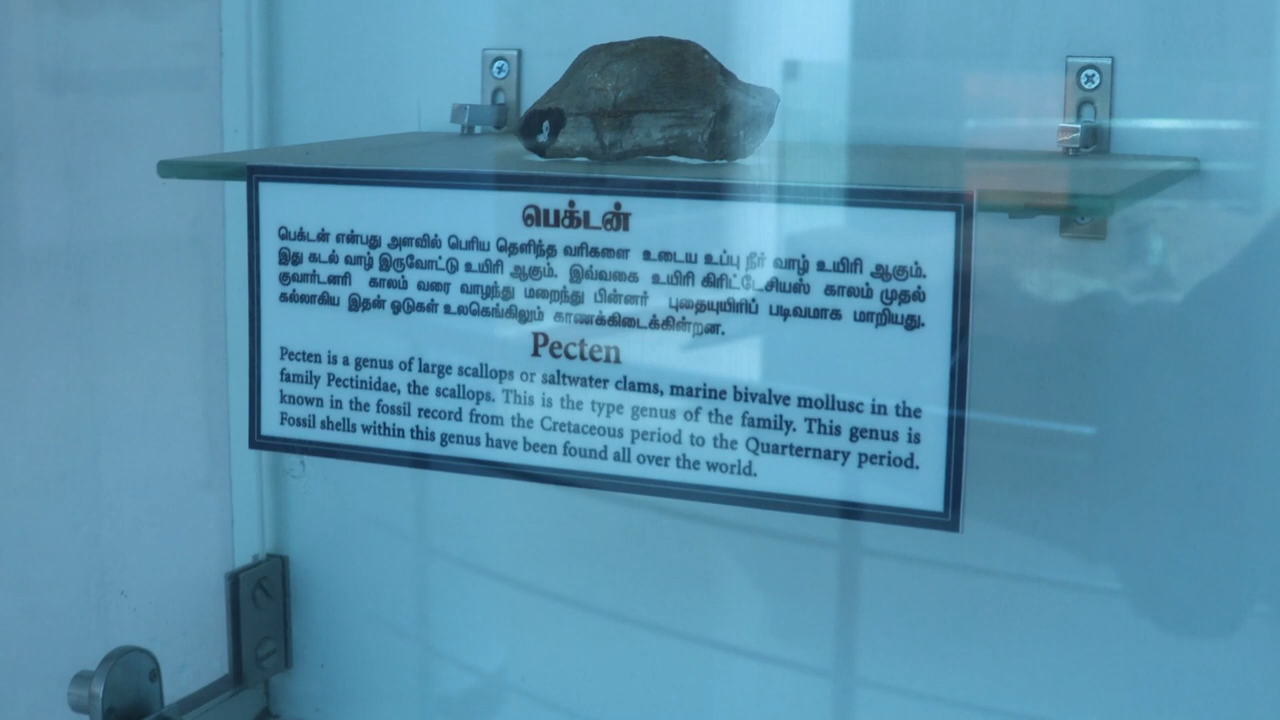 பெக்டன்
பெக்டன் என்பது அளவில் பெரிய தெளிந்த வரிகளை உடைய உப்பு நீர் வாழ் உயிரி ஆகும்.
இது கடல் வாழ் இருவோட்டு உயிரி ஆகும். இவ்வகை உயிரி கிரிட்டேசியஸ் காலம் முதல்
குவார்டனரி காலம் வரை வாழந்து மறைந்து பின்னர் புதையுயிரிப் படிவமாக மாறியது.
கல்லாகிய இதன் ஓடுகள் உலகெங்கிலும் காணக்கிடைக்கின்றன.
Pecten
Pecten is a genus of large scallops or saltwater clams, marine bivalve mollusc in the
family Pectinidae, the scallops. This is the type genus of the family. This genus is
known in the fossil record from the Cretaceous period to the Quarternary period.
Fossil shells within this genus have been found all over the world.